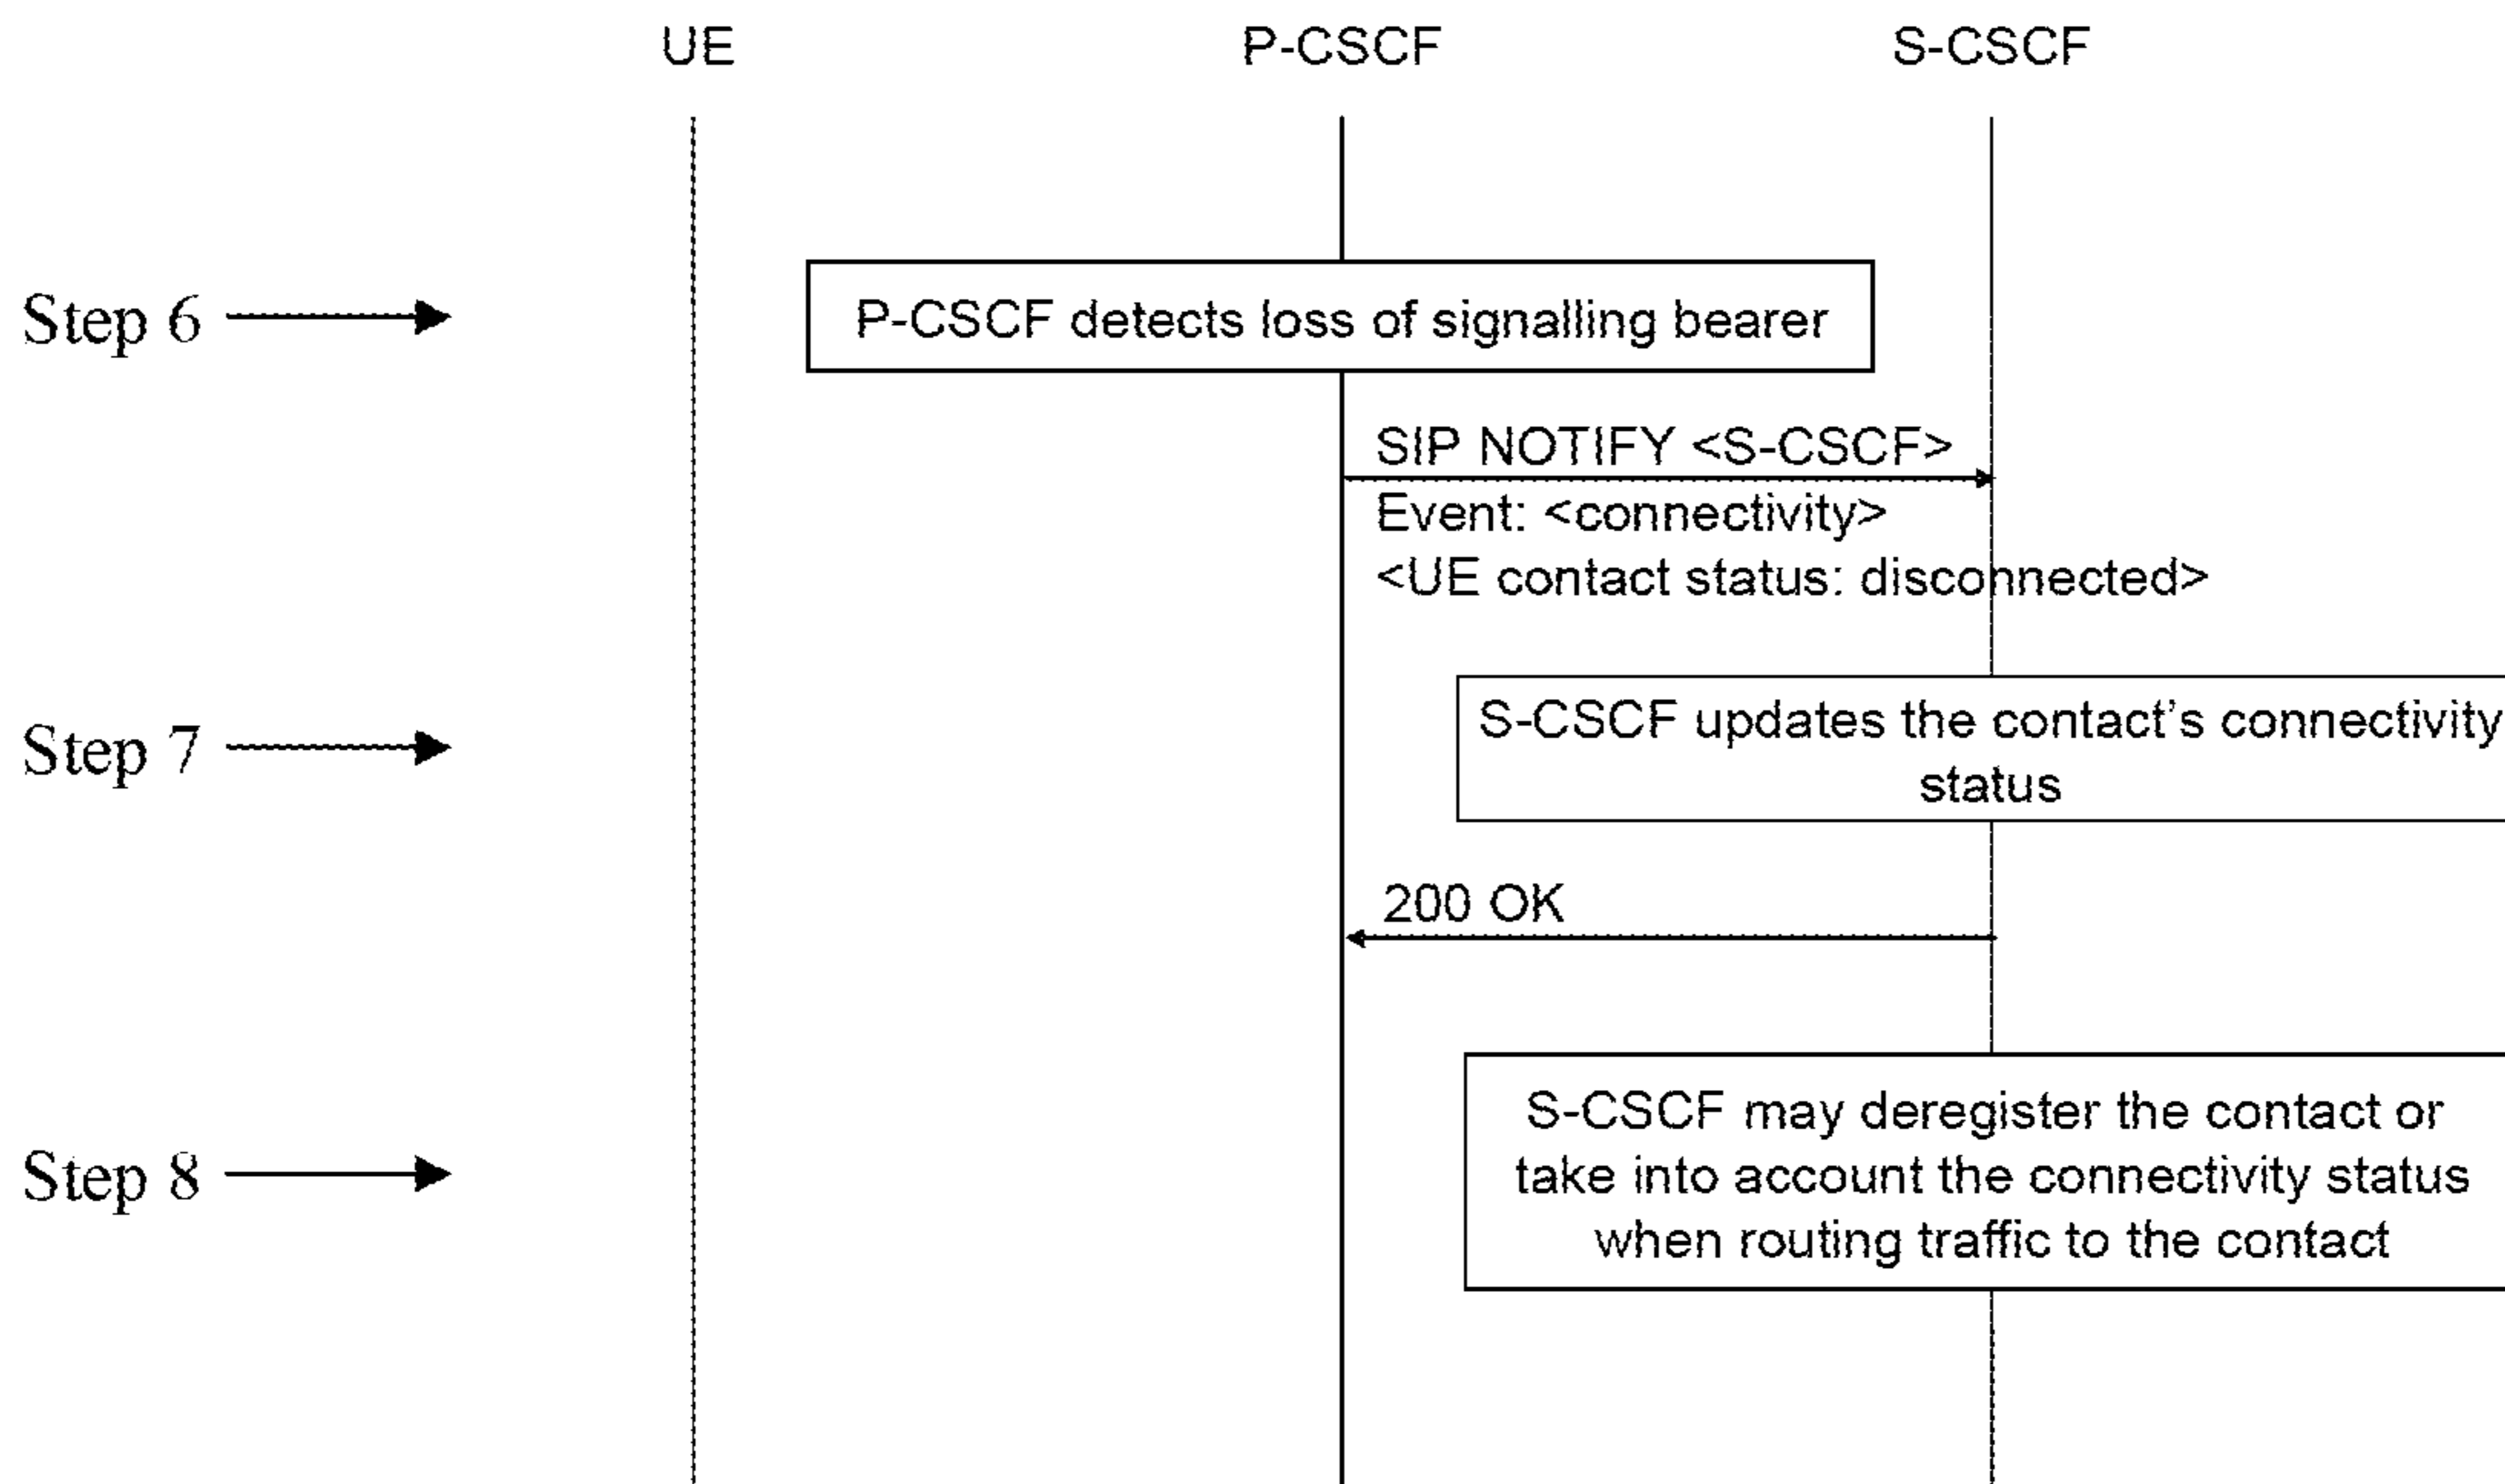 UE
P-CSCF
S-CSCF
Step 6
P-CSCF detects loss of signalling bearer
SIP NOTIFY <S-CSCF>
Event: <connectivity>
<UE contact status: disconnected>
Step 7
S-CSCF updates the contact's connectivity
status
200 OK
Step 8
S-CSCF may deregister the contact or
take into account the connectivity status
when routing traffic to the contact